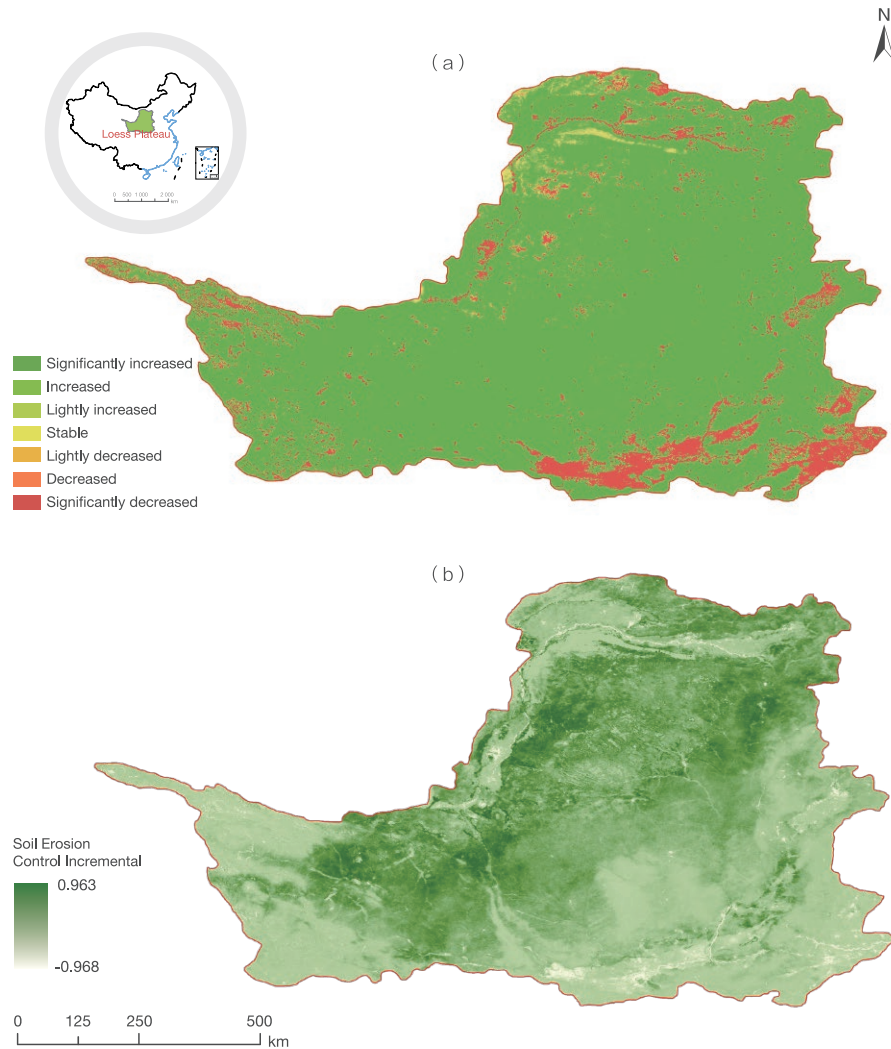 N
(a)
Loess Plateau
0 500 1 000 2 000
km
Significantly increased
Increased
Lightly increased
Stable
Lightly decreased
Decreased
Significantly decreased
(b)
Soil Erosion
Control Incremental
0.963
-0.968
0 125 250 500
km